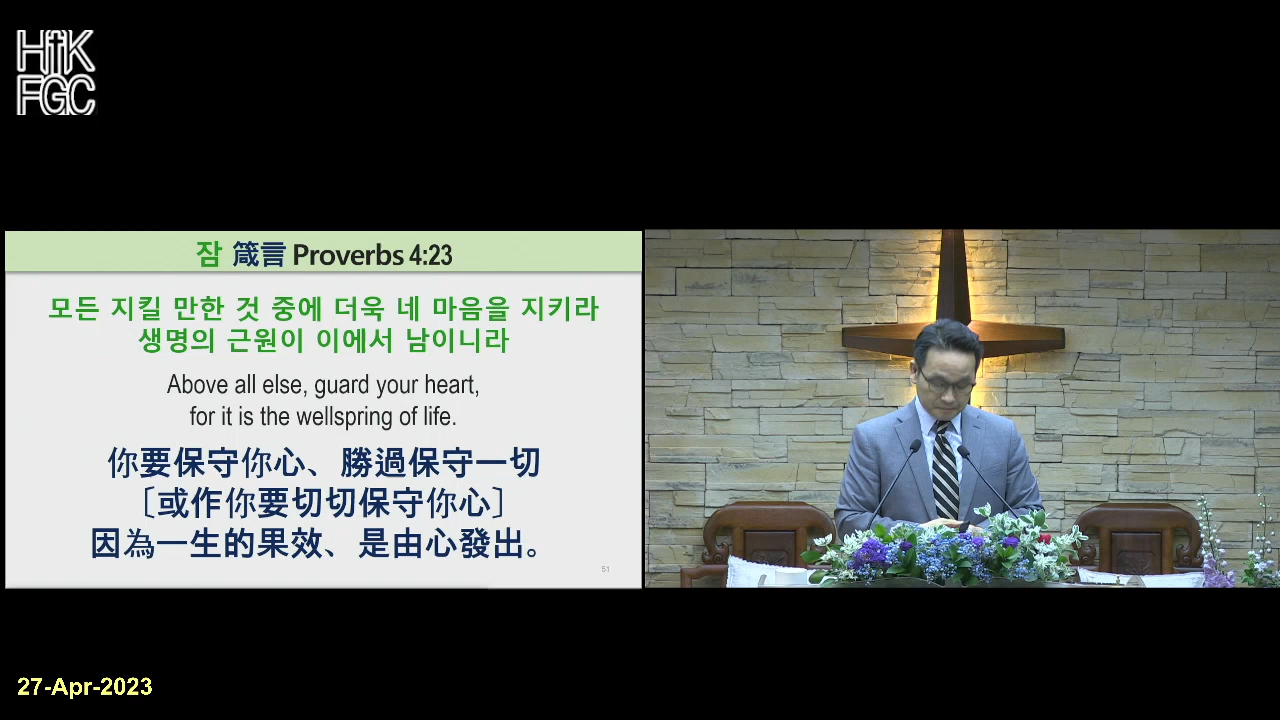 HfK
FGC
잠 箴言 Proverbs 4:23
모든 지킬 만한 것 중에 더욱 네 마음을 지키라
생명의 근원이 이에서 남이니라
Above all else, guard your heart,
for it is the wellspring of life.
你要保守你心、勝過保守一切
〔或作你要切切保守你心〕
因為一生的果效、是由心發出。
51
27-Apr-2023